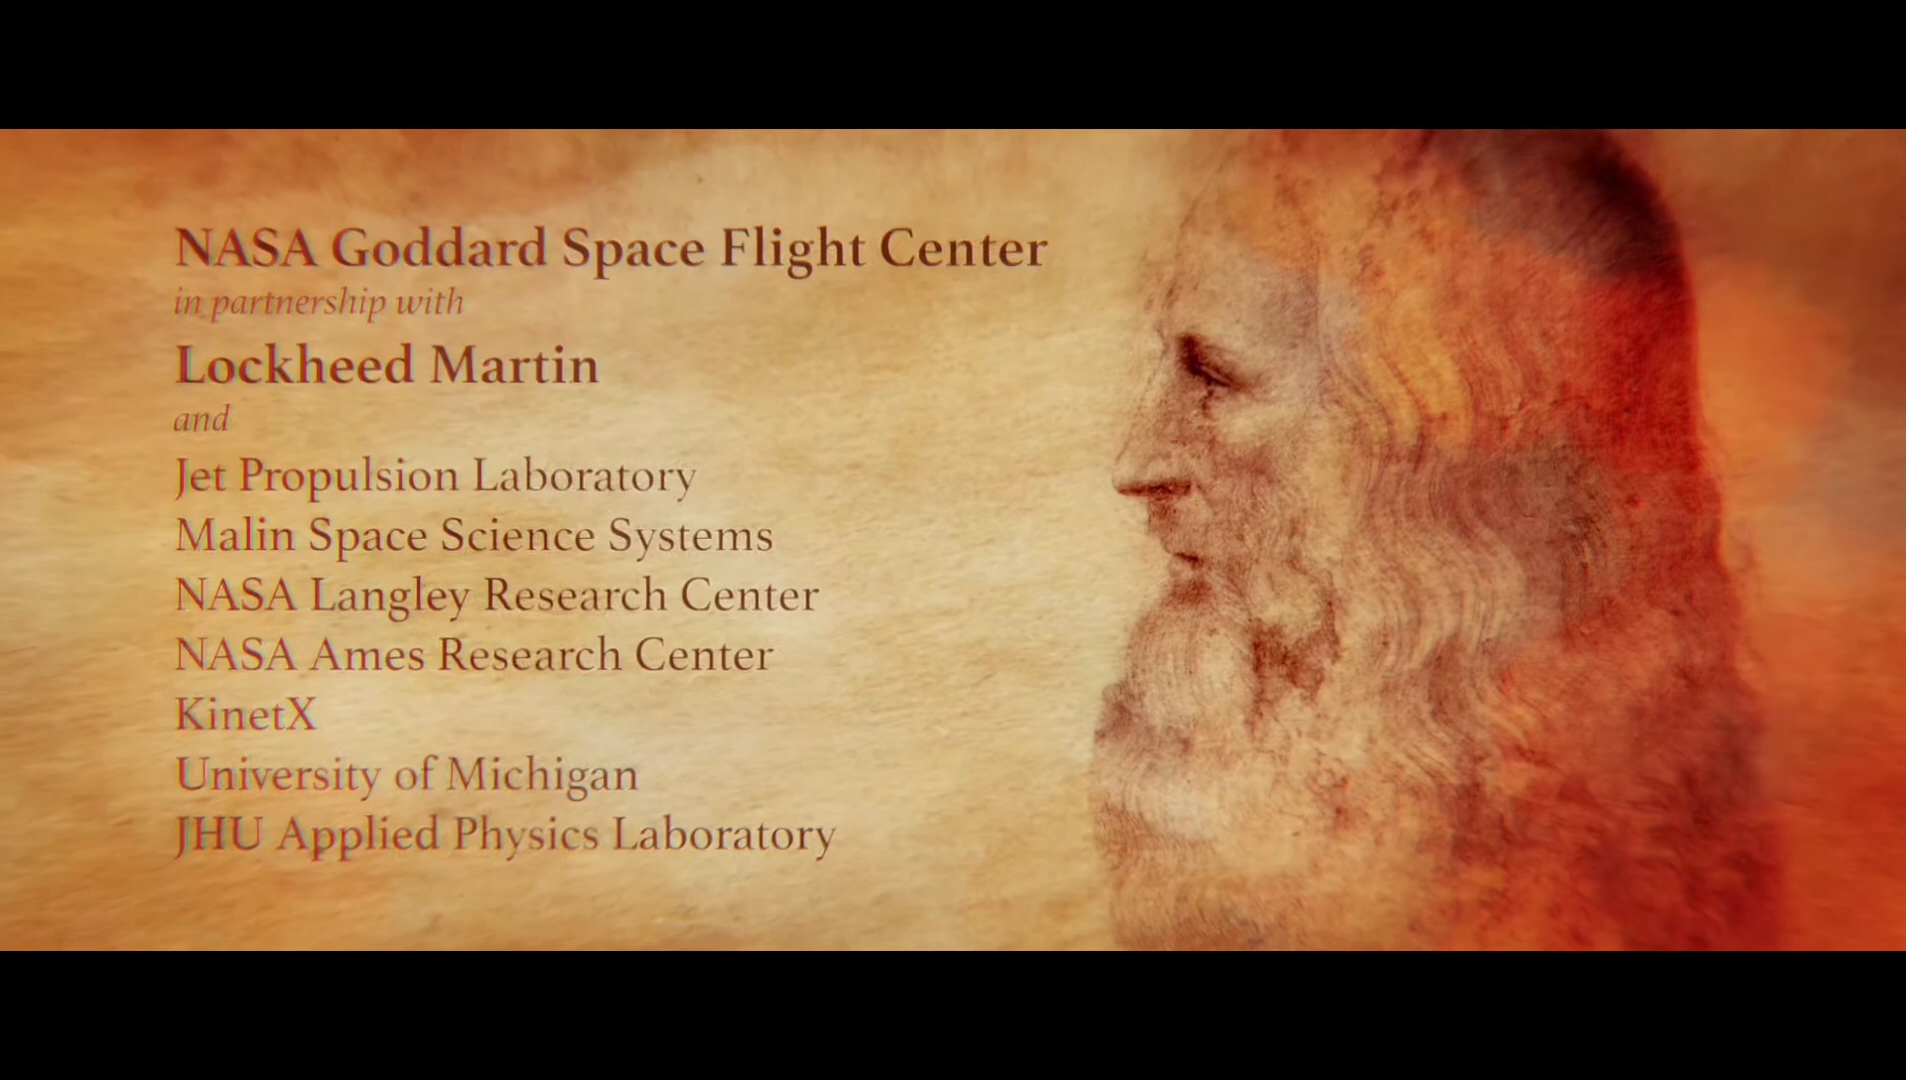 NASA Goddard Space Flight Center
in partnership with
Lockheed Martin
and
Jet Propulsion Laboratory
Malin Space Science Systems
NASA Langley Research Center
NASA Ames Research Center
KinetX
University of Michigan
JHU Applied Physics Laboratory